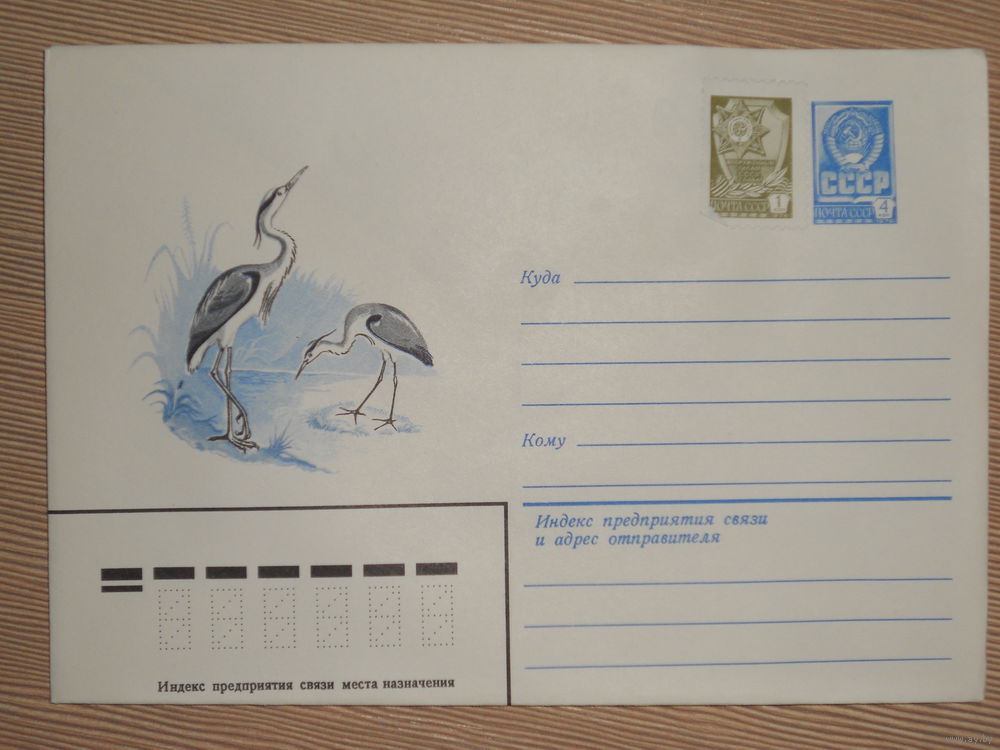 1
ПОЧТА СССР
СССР
ПОЧТА СССР
4
Куда
Кому
Индекс предприятия связи
и адрес отправителя
Индекс предприятия связи места назначения